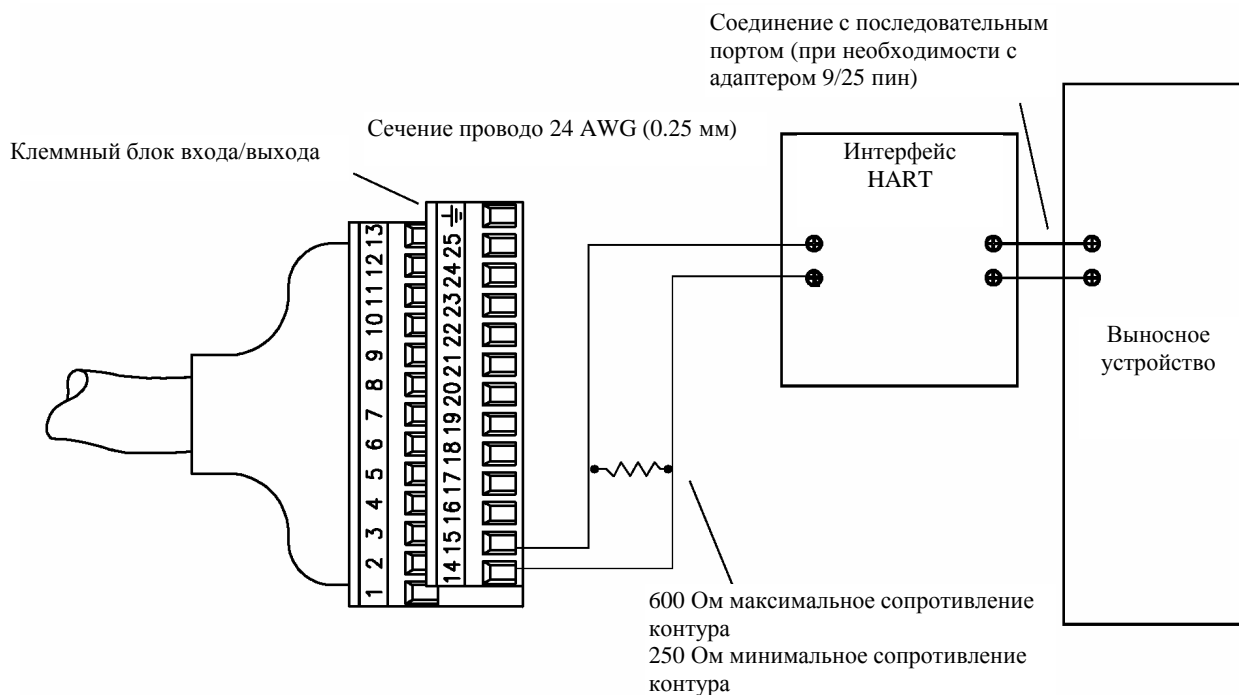 Соединение с последовательным
портом (при необходимости с
адаптером 9/25 пин)
Сечение проводо 24 AWG (0.25 мм)
Клеммный блок входа/выхода
Интерфейс
HART
Выносное
устройство
13
12
11
10
9
8
7
6
5
4
3
2
1
25
24
23
22
21
20
19
18
17
16
15
14
600 Ом максимальное сопротивление
контура
250 Ом минимальное сопротивление
контура